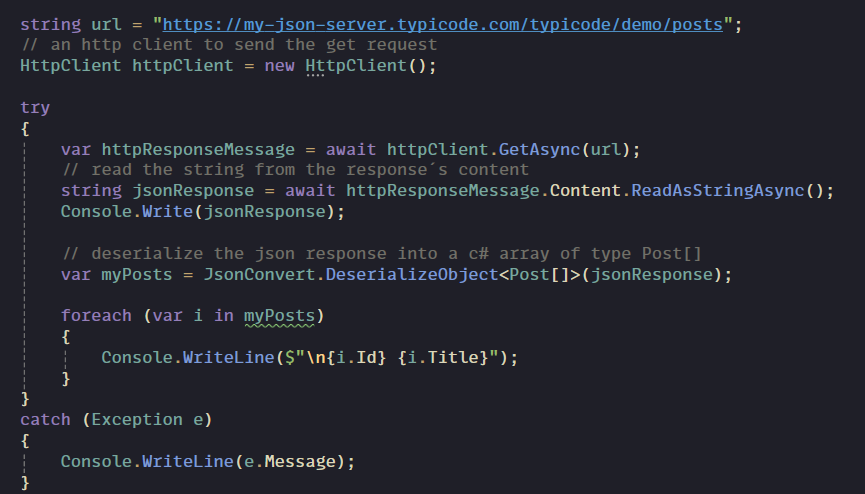 string url = "https://my-json-server.typicode.com/typicode/demo/posts";
// an http client to send the get request
HttpClient httpClient = new HttpClient();
try
{
var httpResponseMessage = await httpClient.GetAsync(url);
// read the string from the response´s content
string jsonResponse = await httpResponseMessage.Content.ReadAsStringAsync();
Console.Write(jsonResponse);
// deserialize the json response into a c# array of type Post[]
var myPosts = JsonConvert.DeserializeObject<Post[]>(jsonResponse);
foreach (var i in myPosts)
{
Console.WriteLine($"\n{i.Id} {i.Title}");
}
}
catch (Exception e)
{
Console.WriteLine(e.Message);
}